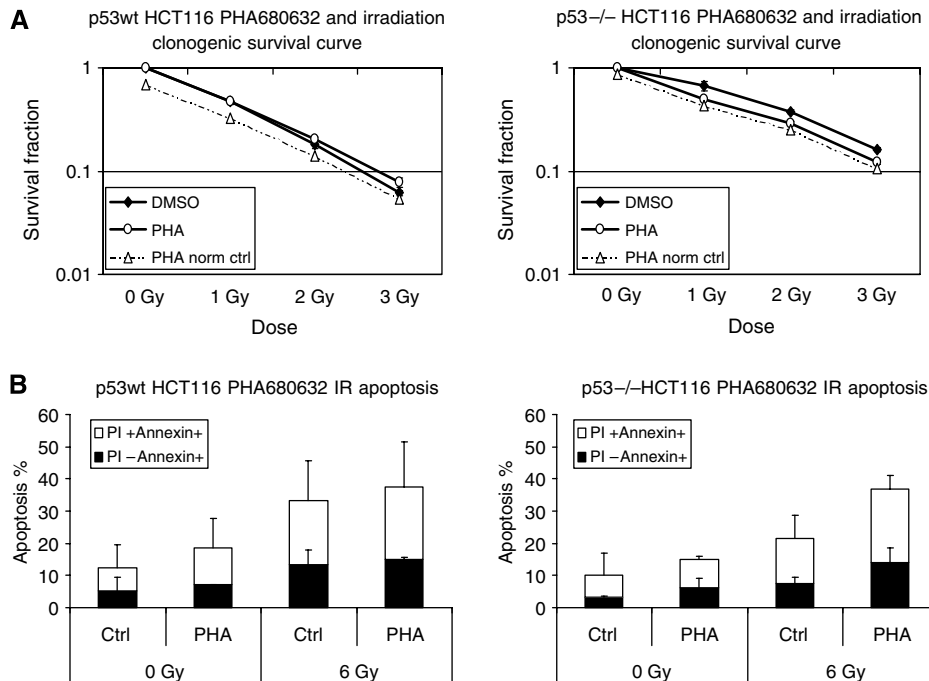 A
p53wt HCT116 PHA680632 and irradiation
clonogenic survival curve
1
0.1
0.01
Survival fraction
DMSO
PHA
PHA norm ctrl
0 Gy 1 Gy 2 Gy 3 Gy
Dose
p53–/– HCT116 PHA680632 and irradiation
clonogenic survival curve
1
0.1
0.01
Survival fraction
DMSO
PHA
PHA norm ctrl
0 Gy 1 Gy 2 Gy 3 Gy
Dose
B
p53wt HCT116 PHA680632 IR apoptosis
60
50
40
30
20
10
0
Apoptosis %
PI +Annexin+
PI –Annexin+
Ctrl PHA Ctrl PHA
0 Gy 6 Gy
p53–/–HCT116 PHA680632 IR apoptosis
60
50
40
30
20
10
0
Apoptosis %
PI +Annexin+
PI –Annexin+
Ctrl PHA Ctrl PHA
0 Gy 6 Gy